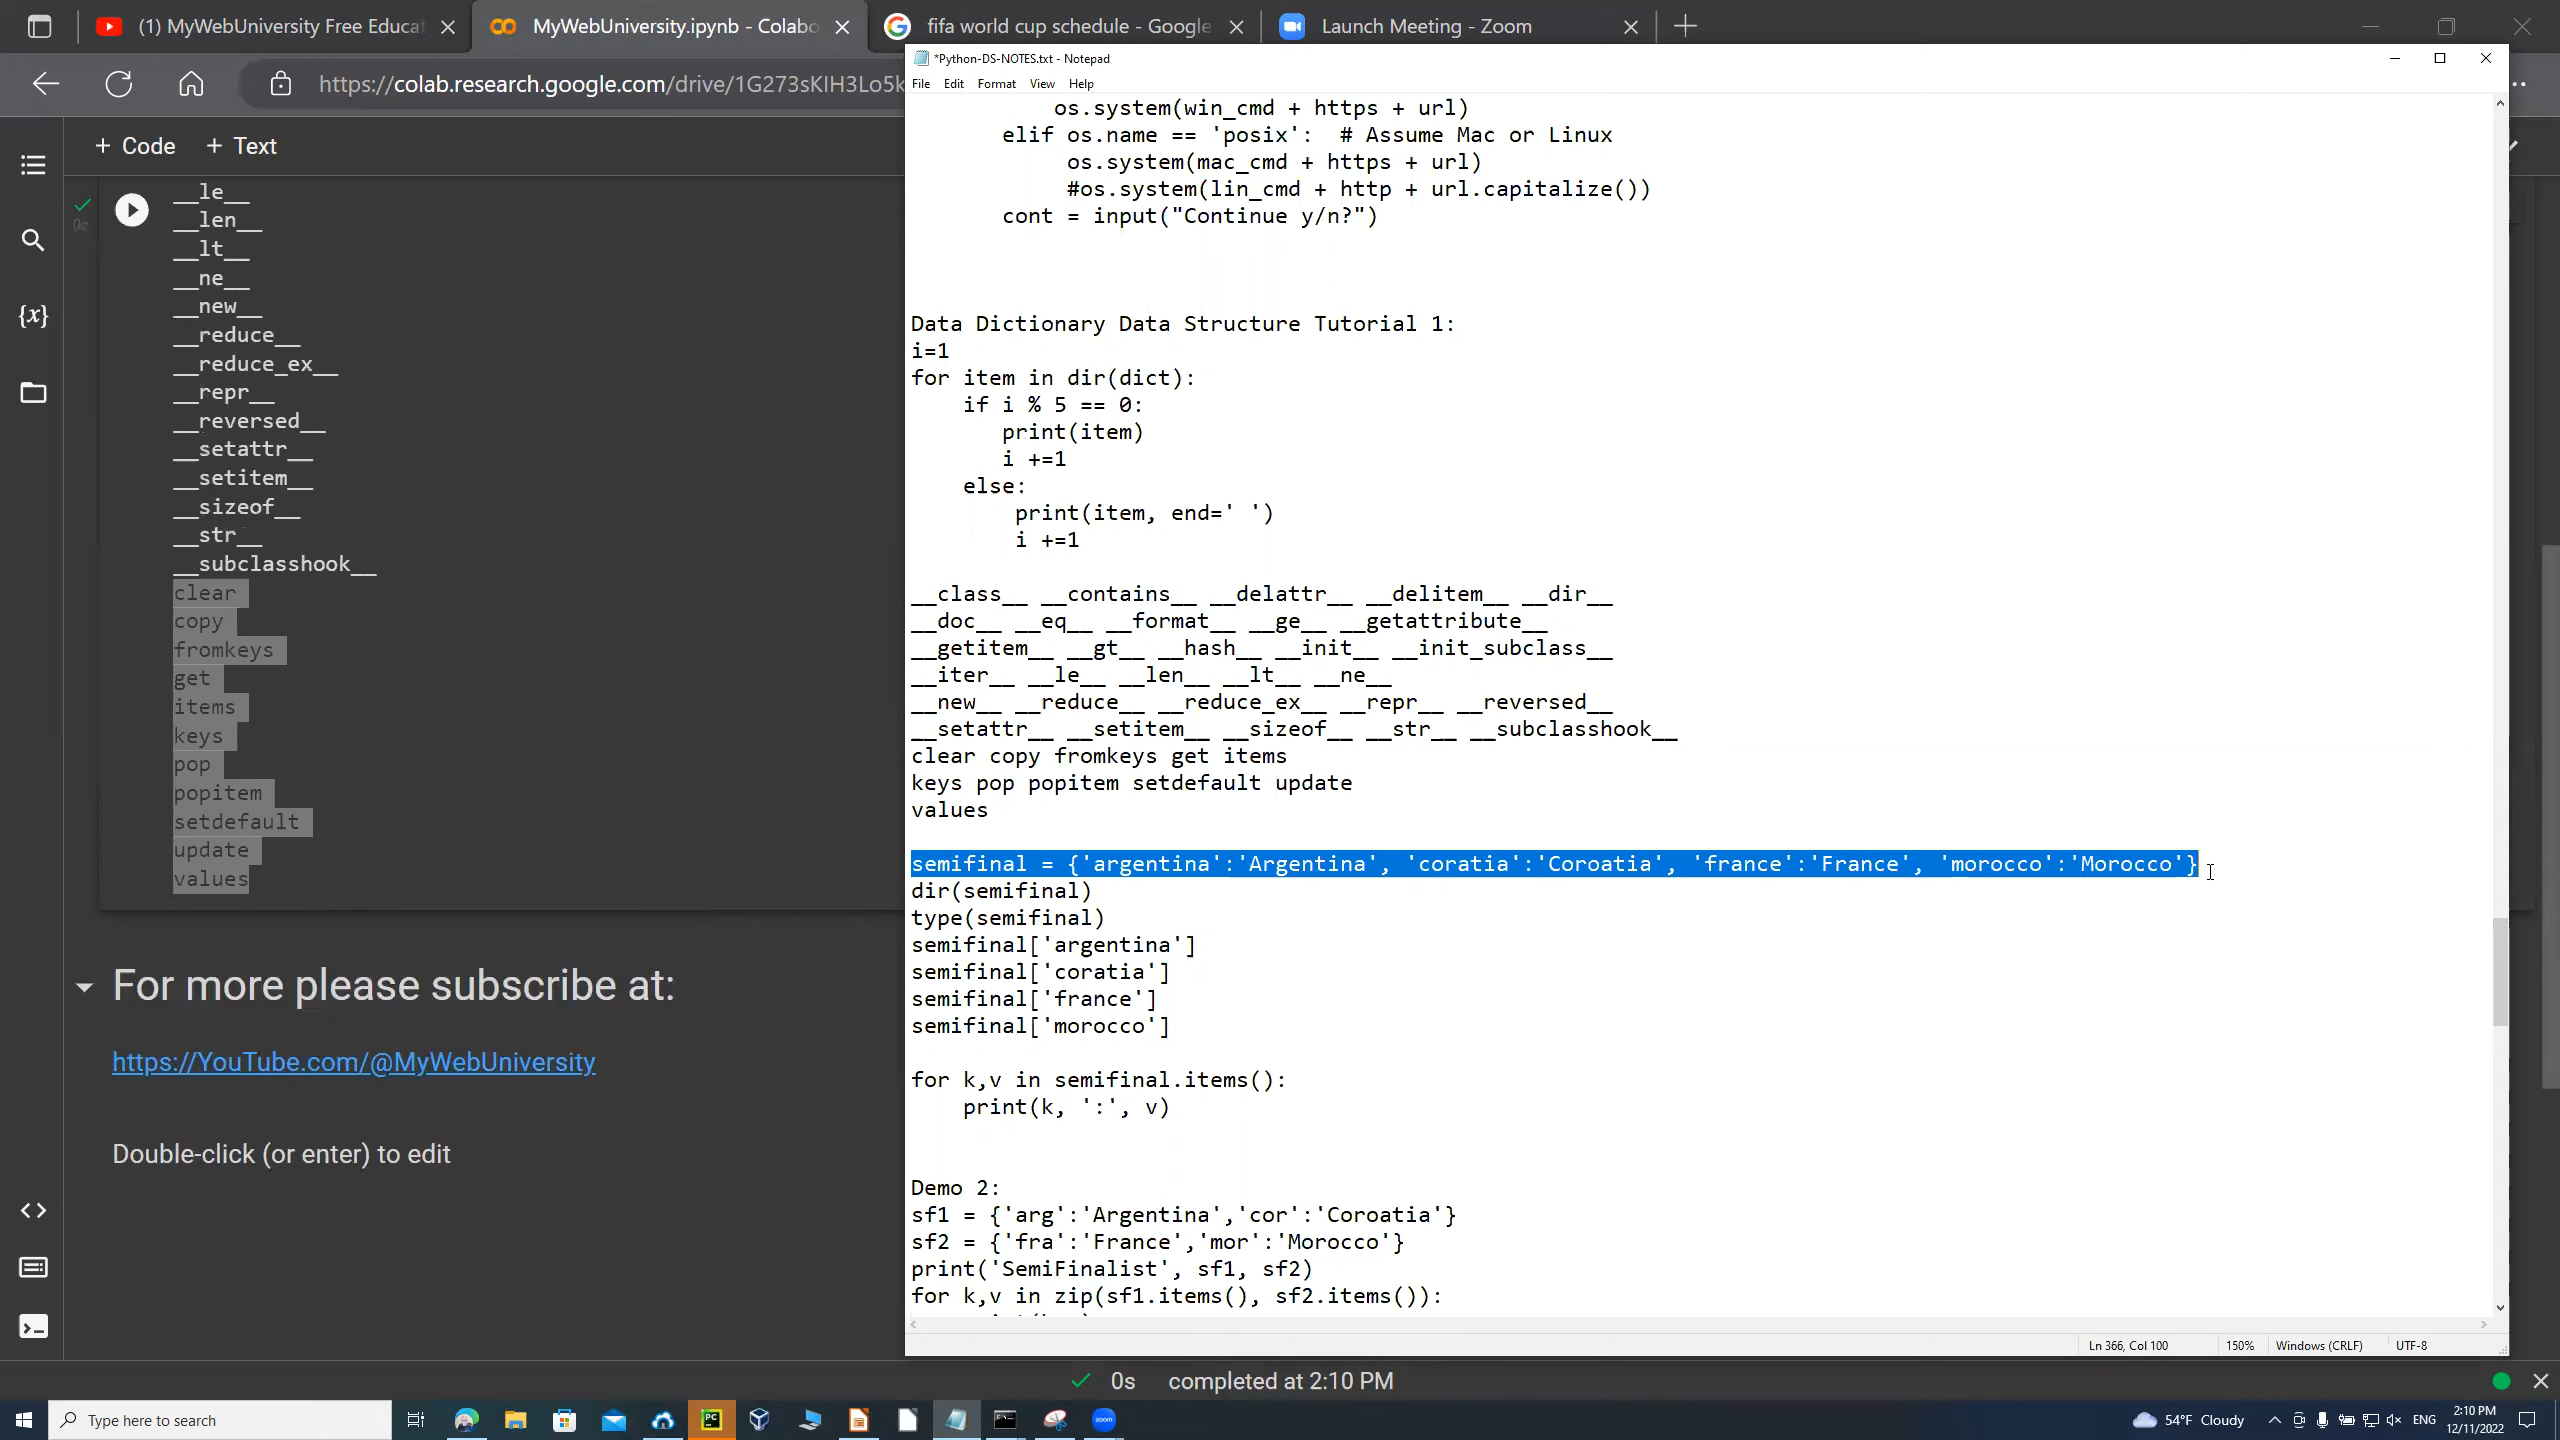 (1) MyWebUniversity Free Educat
MyWebUniversity.ipynb - Colabo
fifa world cup schedule - Google
Launch Meeting - Zoom
https://colab.research.google.com/drive/1G273sKIH3Lo5k
*Python-DS-NOTES.txt - Notepad
File Edit Format View Help
+ Code + Text
__le__
__len__
__lt__
__ne__
__new__
__reduce__
__reduce_ex__
__repr__
__reversed__
__setattr__
__setitem__
__sizeof__
__str__
__subclasshook__
clear
copy
fromkeys
get
items
keys
pop
popitem
setdefault
update
values
0s
For more please subscribe at:
https://YouTube.com/@MyWebUniversity
Double-click (or enter) to edit
os.system(win_cmd + https + url)
elif os.name == 'posix':  # Assume Mac or Linux
os.system(mac_cmd + https + url)
#os.system(lin_cmd + http + url.capitalize())
cont = input("Continue y/n?")
Data Dictionary Data Structure Tutorial 1:
i=1
for item in dir(dict):
if i % 5 == 0:
print(item)
i +=1
else:
print(item, end=' ')
i +=1
__class__ __contains__ __delattr__ __delitem__ __dir__
__doc__ __eq__ __format__ __ge__ __getattribute__
__getitem__ __gt__ __hash__ __init__ __init_subclass__
__iter__ __le__ __len__ __lt__ __ne__
__new__ __reduce__ __reduce_ex__ __repr__ __reversed__
__setattr__ __setitem__ __sizeof__ __str__ __subclasshook__
clear copy fromkeys get items
keys pop popitem setdefault update
values
semifinal = {'argentina':'Argentina', 'coratia':'Coroatia', 'france':'France', 'morocco':'Morocco'}
dir(semifinal)
type(semifinal)
semifinal['argentina']
semifinal['coratia']
semifinal['france']
semifinal['morocco']
for k,v in semifinal.items():
print(k, ':', v)
Demo 2:
sf1 = {'arg':'Argentina','cor':'Coroatia'}
sf2 = {'fra':'France','mor':'Morocco'}
print('SemiFinalist', sf1, sf2)
for k,v in zip(sf1.items(), sf2.items()):
Ln 366, Col 100 150% Windows (CRLF) UTF-8
0s completed at 2:10 PM
Type here to search
PC
zoom
54°F Cloudy
ENG
2:10 PM
12/11/2022